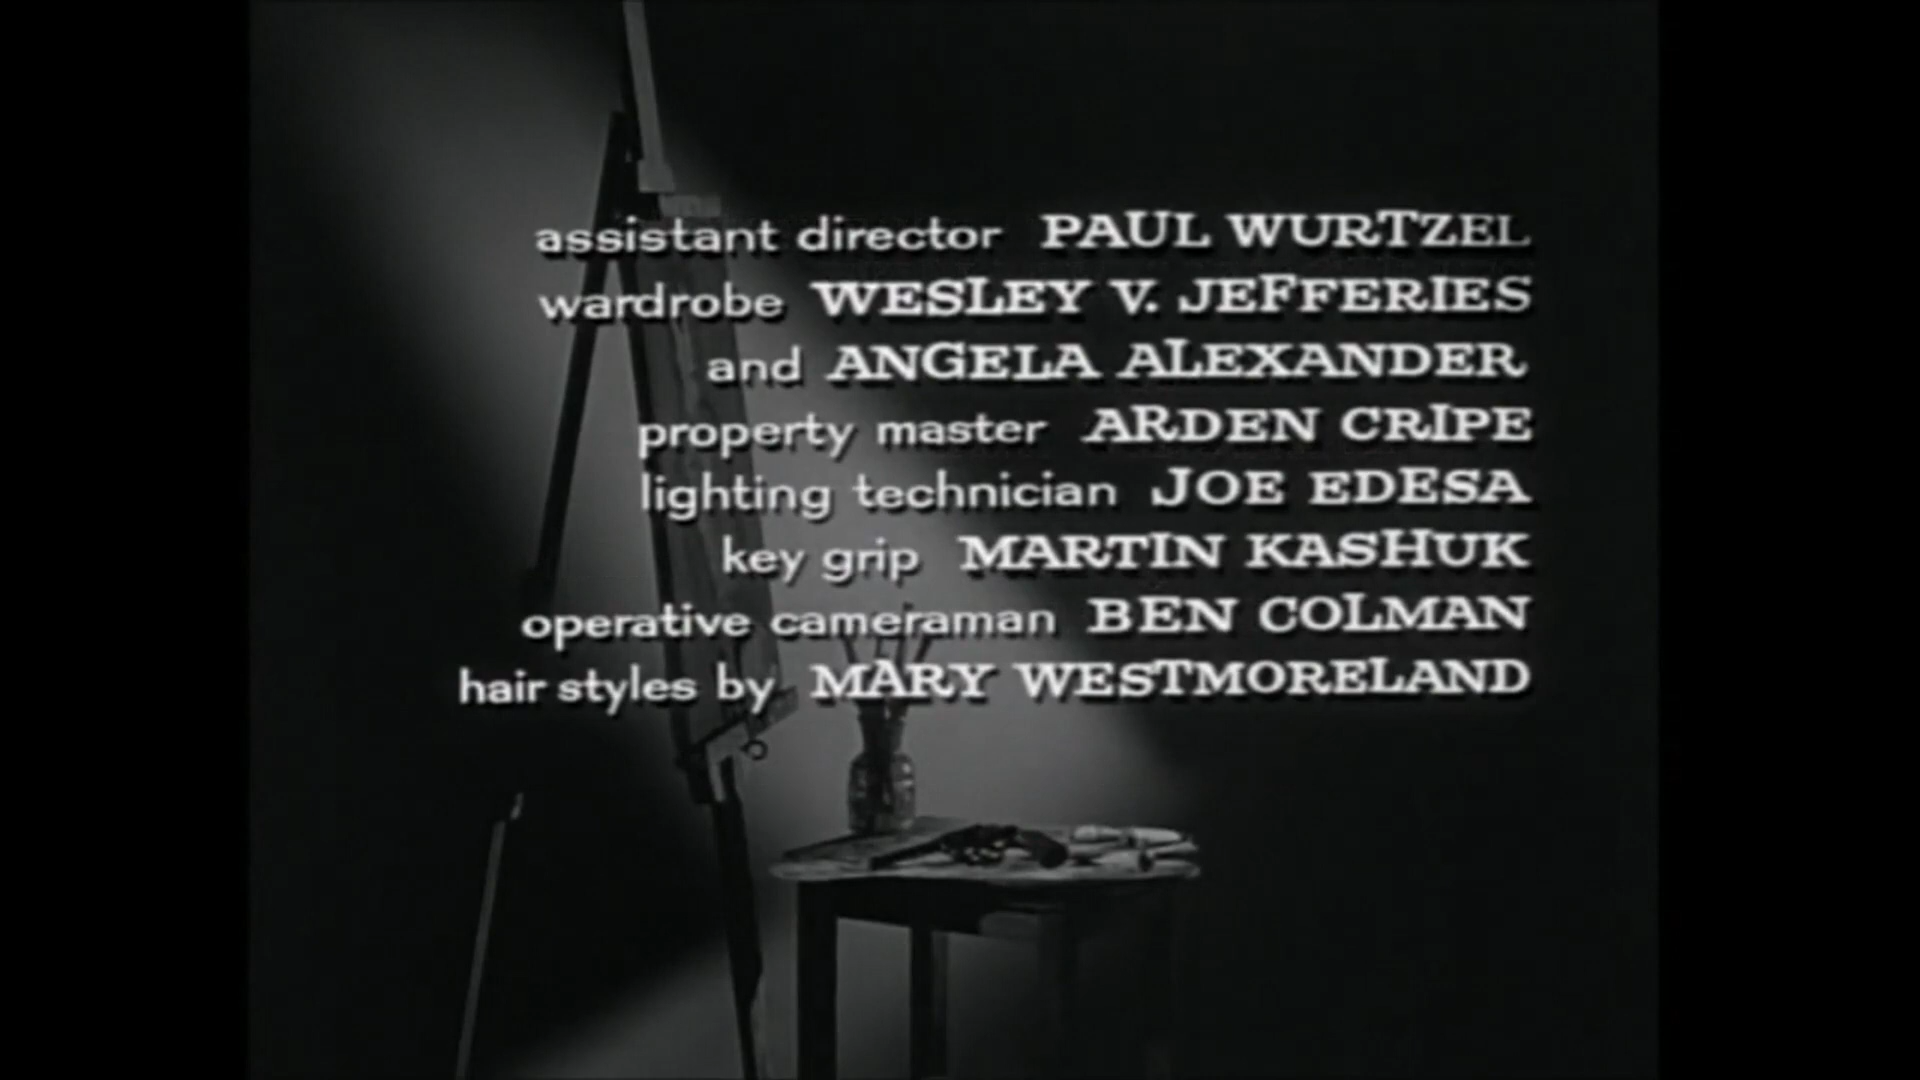 assistant director PAUL WURTZEL
wardrobe WESLEY V. JEFFERIES
and ANGELA ALEXANDER
property master ARDEN CRIPE
lighting technician JOE EDESA
key grip MARTIN KASHUK
operative cameraman BEN COLMAN
hair styles by MARY WESTMORELAND